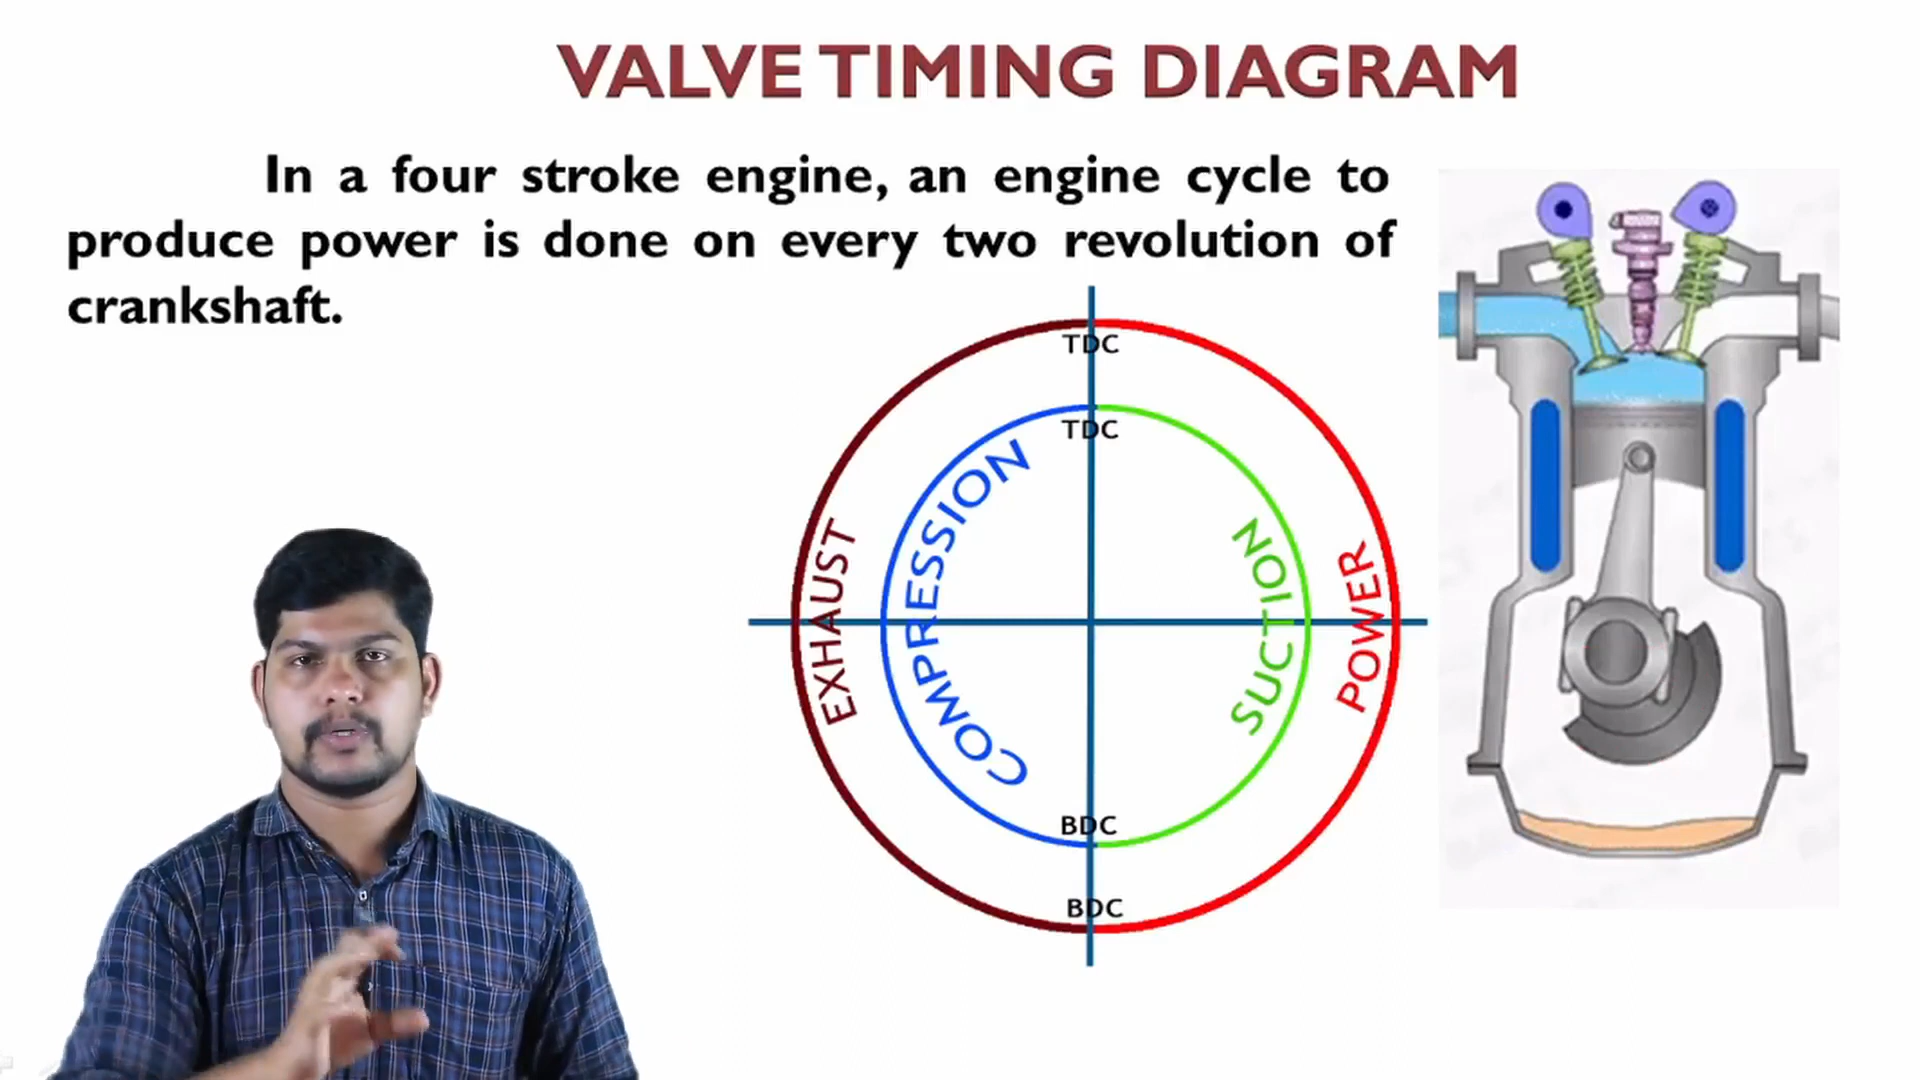 VALVE TIMING DIAGRAM
In a four stroke engine, an engine cycle to
produce power is done on every two revolution of
crankshaft.
TDC
TDC
EXHAUST
COMPRESSION
SUCTION
POWER
BDC
BDC